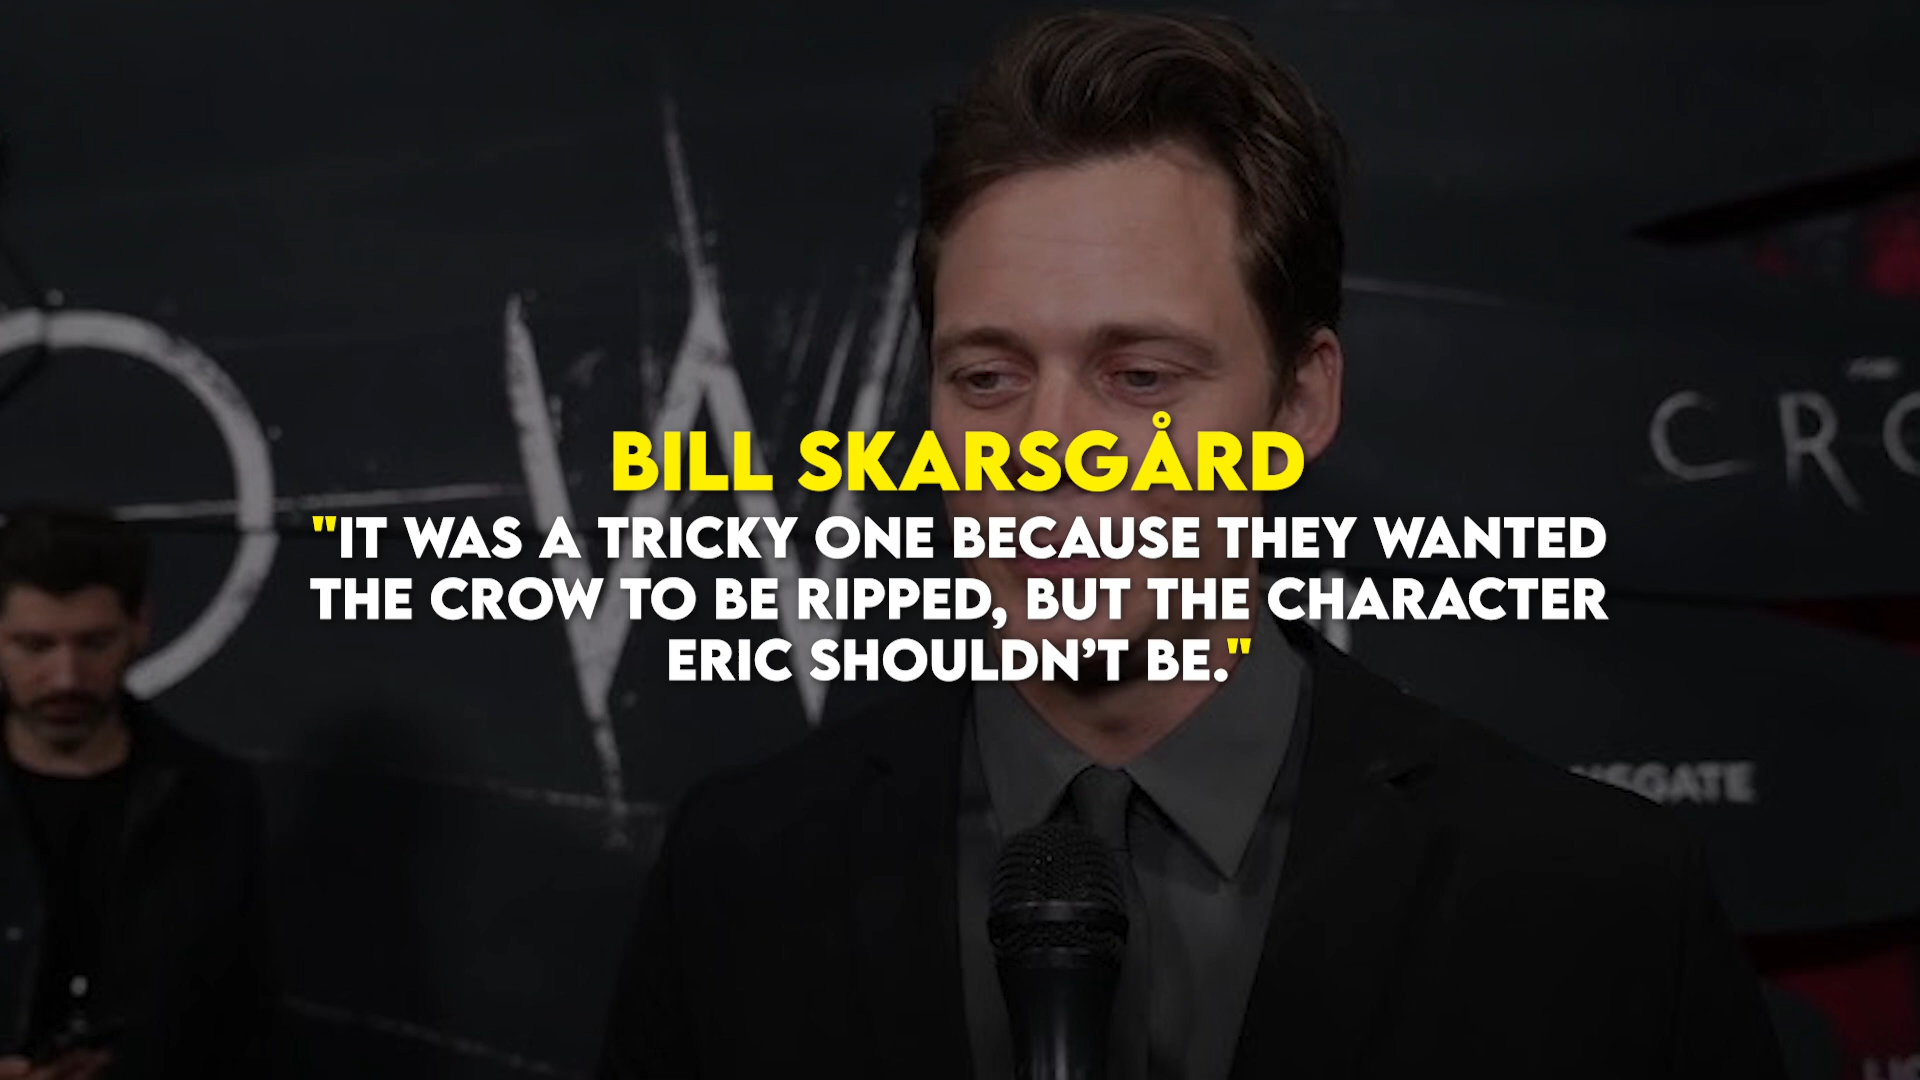 BILL SKARSGÅRD
"IT WAS A TRICKY ONE BECAUSE THEY WANTED
THE CROW TO BE RIPPED, BUT THE CHARACTER
ERIC SHOULDN’T BE."